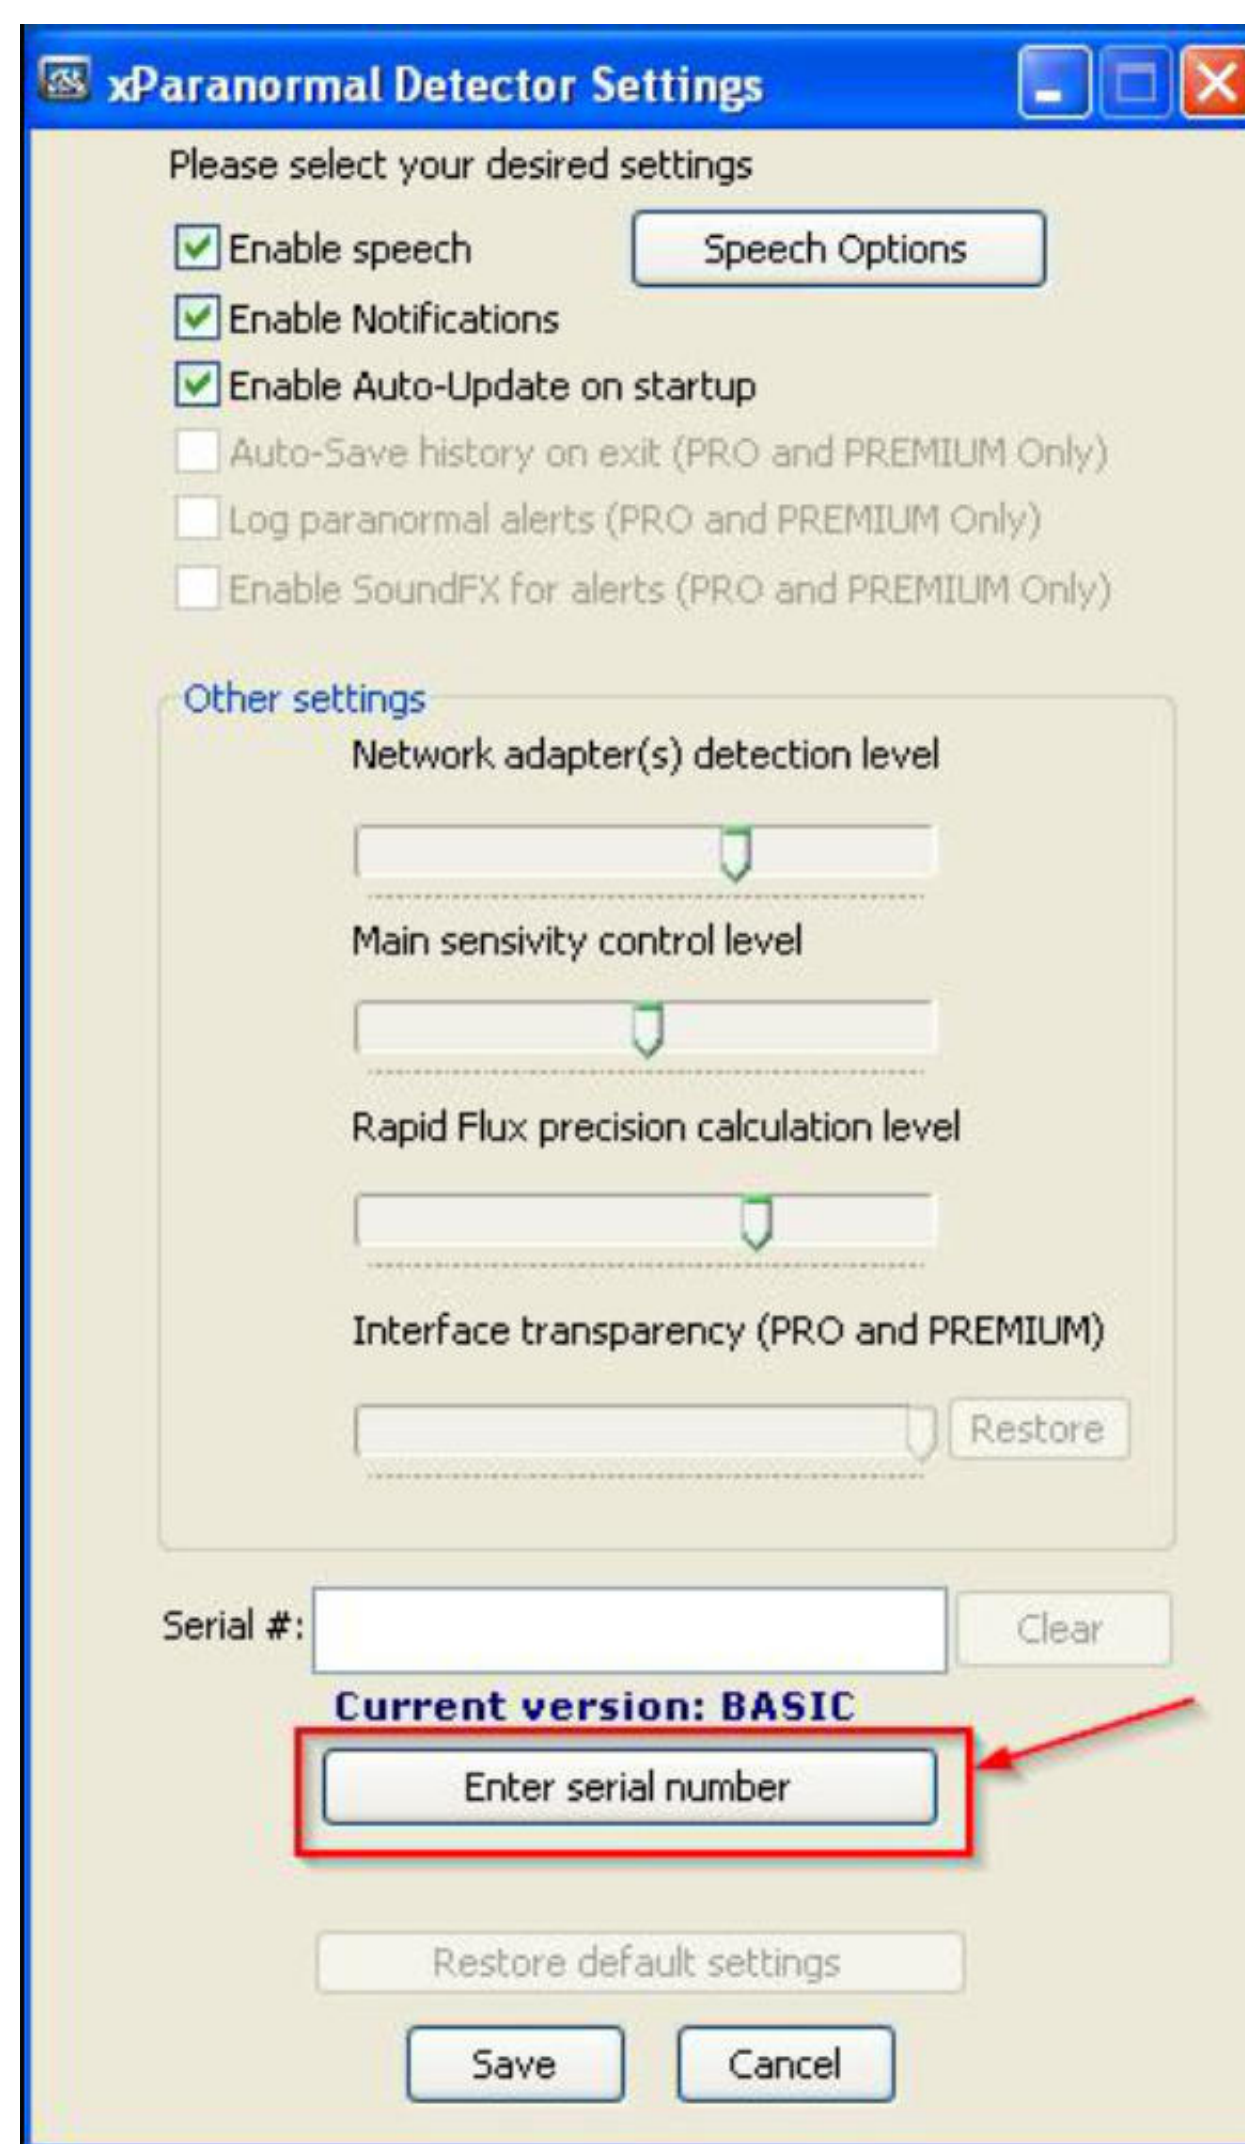 xParanormal Detector Settings
Please select your desired settings
Enable speech
Speech Options
Enable Notifications
Enable Auto-Update on startup
Auto-Save history on exit (PRO and PREMIUM Only)
Log paranormal alerts (PRO and PREMIUM Only)
Enable SoundFX for alerts (PRO and PREMIUM Only)
Other settings
Network adapter(s) detection level
Main sensivity control level
Rapid Flux precision calculation level
Interface transparency (PRO and PREMIUM)
Restore
Serial #:
Clear
Current version: BASIC
Enter serial number
Restore default settings
Save
Cancel